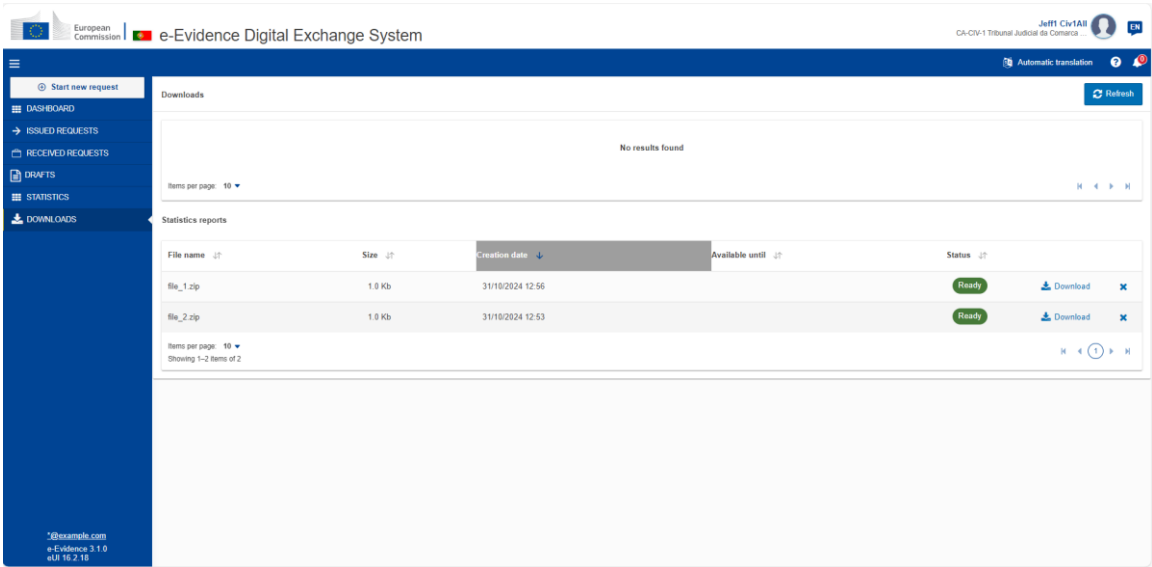 European
Commission
e-Evidence Digital Exchange System
Jeff1 Civ1All
CA-CIV-1 Tribunal Judicial da Comarca ...
EN
Automatic translation
?
0
Start new request
DASHBOARD
ISSUED REQUESTS
RECEIVED REQUESTS
DRAFTS
STATISTICS
DOWNLOADS
Downloads
Refresh
No results found
Items per page: 10
Statistics reports
File name Size Creation date Available until Status
file_1.zip 1.0 Kb 31/10/2024 12:56 Ready Download
file_2.zip 1.0 Kb 31/10/2024 12:53 Ready Download
Items per page: 10
Showing 1–2 items of 2
1
*@example.com
e-Evidence 3.1.0
eUI 16.2.18